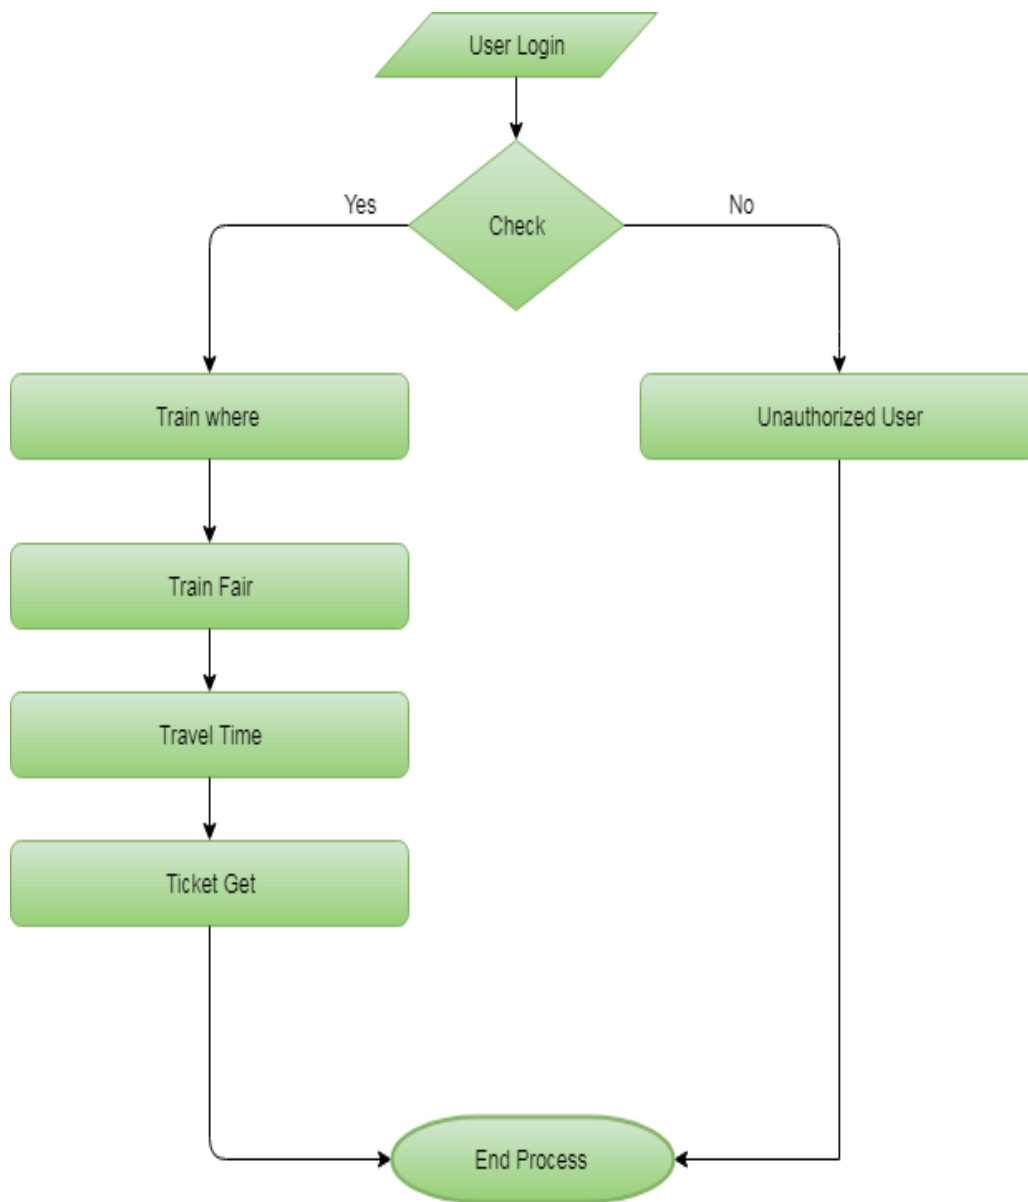 User Login
Check
Yes
No
Train where
Unauthorized User
Train Fair
Travel Time
Ticket Get
End Process